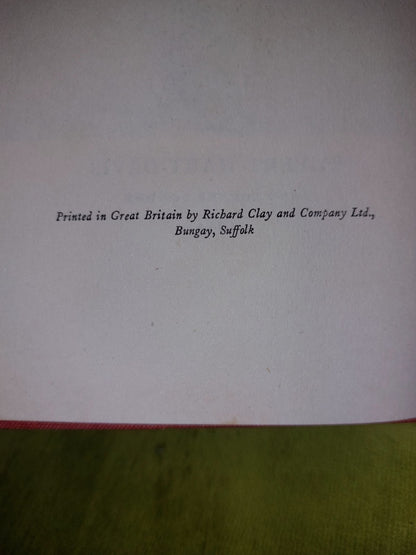 Printed in Great Britain by Richard Clay and Company Ltd.,
Bungay, Suffolk